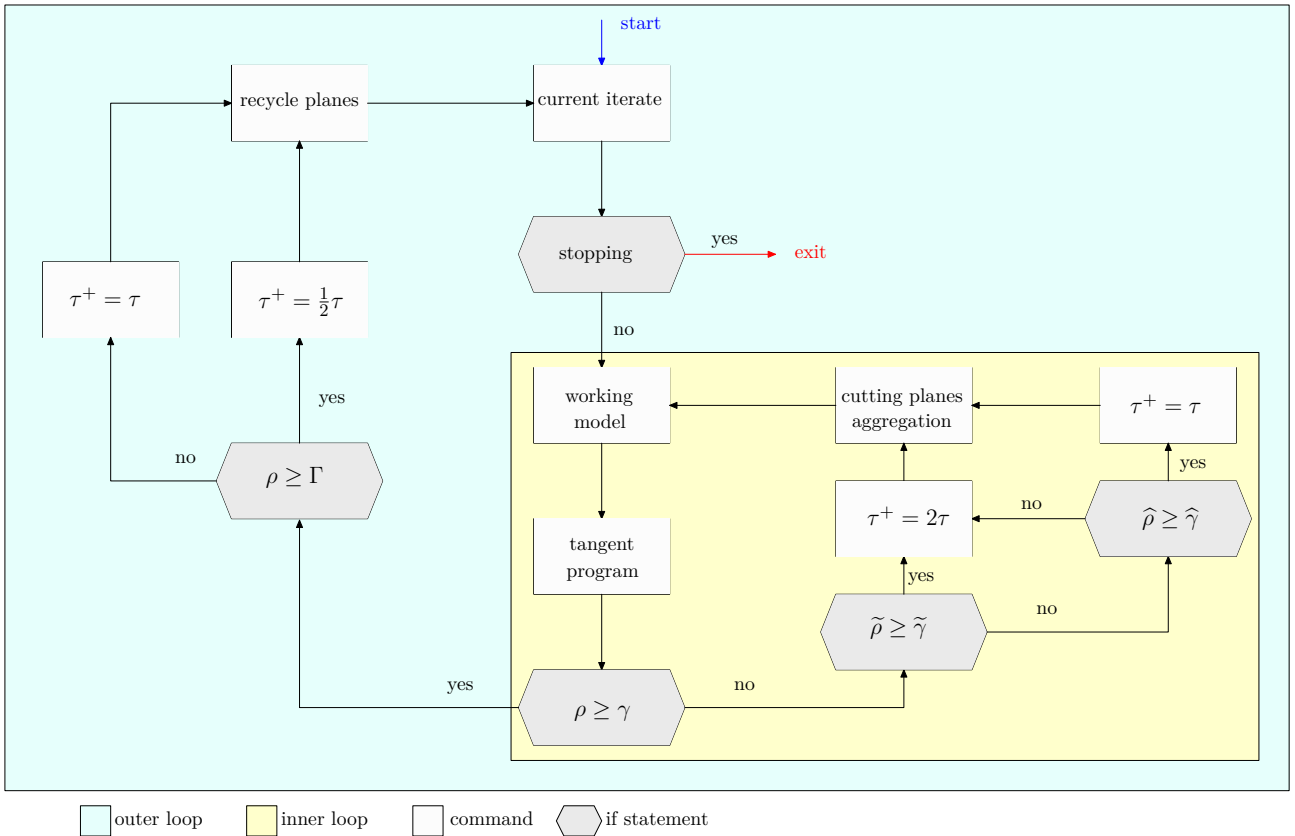 start
recycle planes
current iterate
yes
stopping
exit
τ⁺ = τ
τ⁺ = ½τ
no
yes
working
model
cutting planes
aggregation
τ⁺ = τ
no
ρ ≥ Γ
yes
no
τ⁺ = 2τ
ρ̂ ≥ γ̂
tangent
program
yes
no
ρ̃ ≥ γ̃
yes
no
ρ ≥ γ
outer loop
inner loop
command
if statement